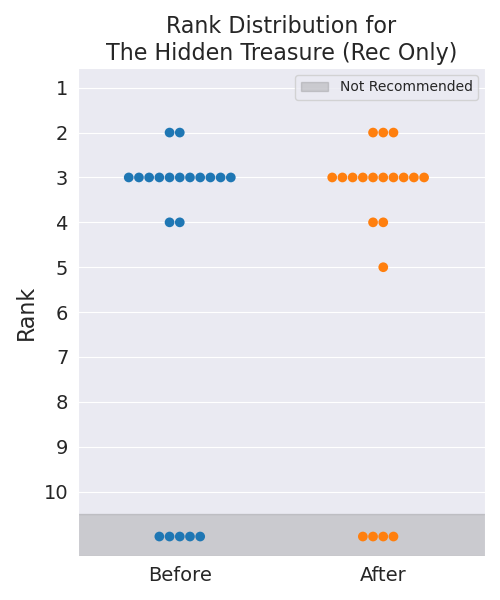 Rank Distribution for
The Hidden Treasure (Rec Only)
Not Recommended
Rank
1
2
3
4
5
6
7
8
9
10
Before
After